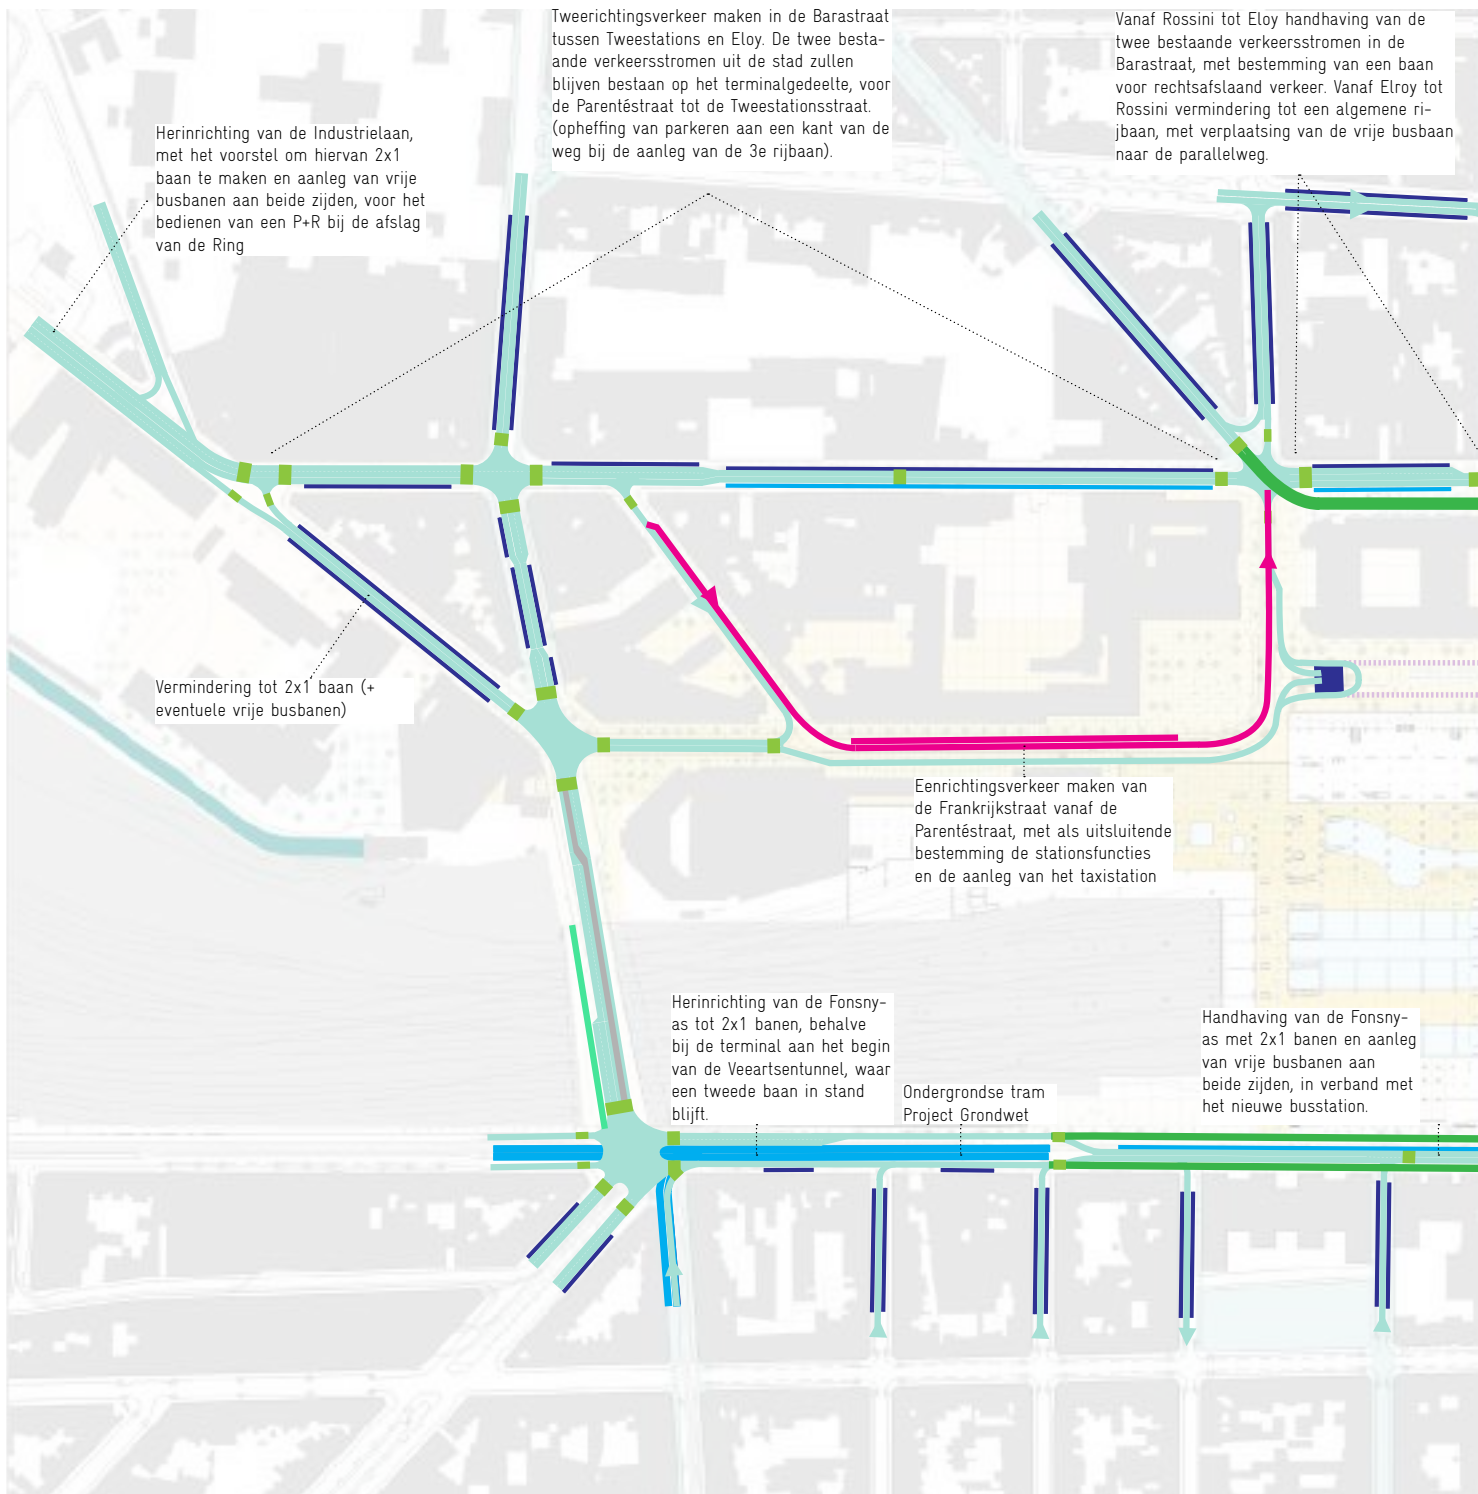 Tweerichtingsverkeer maken in de Barastraat
tussen Tweestations en Eloy. De twee besta-
ande verkeersstromen uit de stad zullen
blijven bestaan op het terminalgedeelte, voor
de Parentéstraat tot de Tweestationsstraat.
(opheffing van parkeren aan een kant van de
weg bij de aanleg van de 3e rijbaan).
Vanaf Rossini tot Eloy handhaving van de
twee bestaande verkeersstromen in de
Barastraat, met bestemming van een baan
voor rechtsafslaand verkeer. Vanaf Elroy tot
Rossini vermindering tot een algemene ri-
jbaan, met verplaatsing van de vrije busbaan
naar de parallelweg.
Herinrichting van de Industrielaan,
met het voorstel om hiervan 2x1
baan te maken en aanleg van vrije
busbanen aan beide zijden, voor het
bedienen van een P+R bij de afslag
van de Ring
Vermindering tot 2x1 baan (+
eventuele vrije busbanen)
Eenrichtingsverkeer maken van
de Frankrijkstraat vanaf de
Parentéstraat, met als uitsluitende
bestemming de stationsfuncties
en de aanleg van het taxistation
Herinrichting van de Fonsny-
as tot 2x1 banen, behalve
bij de terminal aan het begin
van de Veeartsentunnel, waar
een tweede baan in stand
blijft.
Ondergrondse tram
Project Grondwet
Handhaving van de Fonsny-
as met 2x1 banen en aanleg
van vrije busbanen aan
beide zijden, in verband met
het nieuwe busstation.